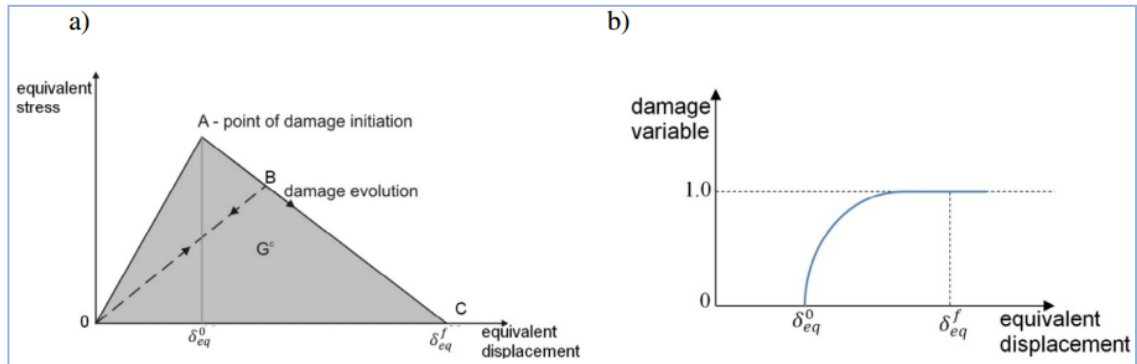 a)
equivalent
stress
A - point of damage initiation
B
damage evolution
Gᶜ
0
C
δ⁰eq
δᶠeq
equivalent
displacement
b)
damage
variable
1.0
0
δ⁰eq
δᶠeq
equivalent
displacement